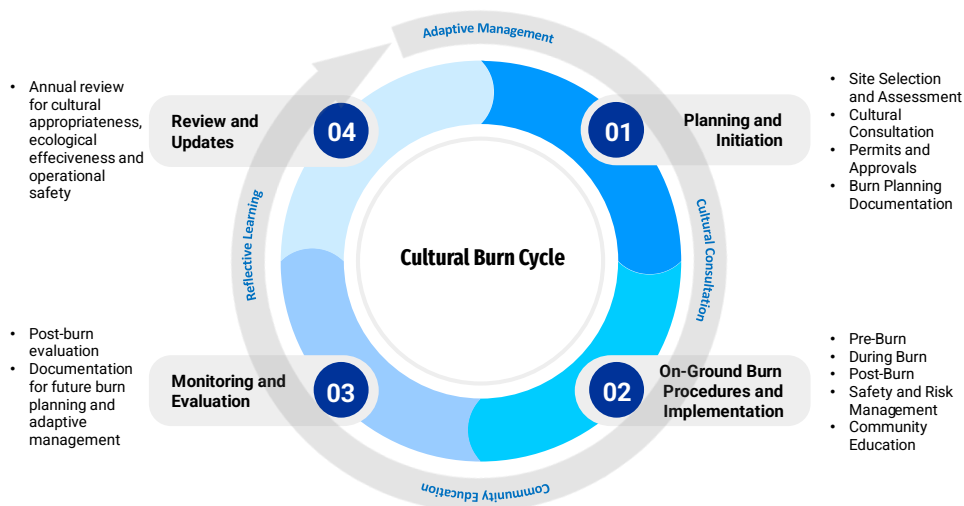 Adaptive Management
• Annual review
for cultural
appropriateness,
ecological
effeciveness and
operational
safety
04
Review and
Updates
01
Planning and
Initiation
• Site Selection
and Assessment
• Cultural
Consultation
• Permits and
Approvals
• Burn Planning
Documentation
Reflective Learning
Cultural Burn Cycle
Cultural Consultation
• Post-burn
evaluation
• Documentation
for future burn
planning and
adaptive
management
03
Monitoring and
Evaluation
02
On-Ground Burn
Procedures and
Implementation
• Pre-Burn
• During Burn
• Post-Burn
• Safety and Risk
Management
• Community
Education
Community Education